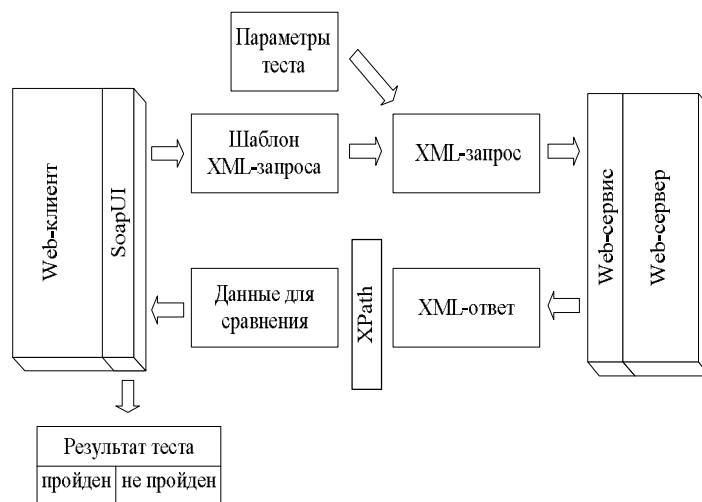 Параметры
теста
Web-клиент
SoapUI
Шаблон
XML-запроса
XML-запрос
Web-сервис
Web-сервер
Данные для
сравнения
XPath
XML-ответ
Результат теста
пройден
не пройден